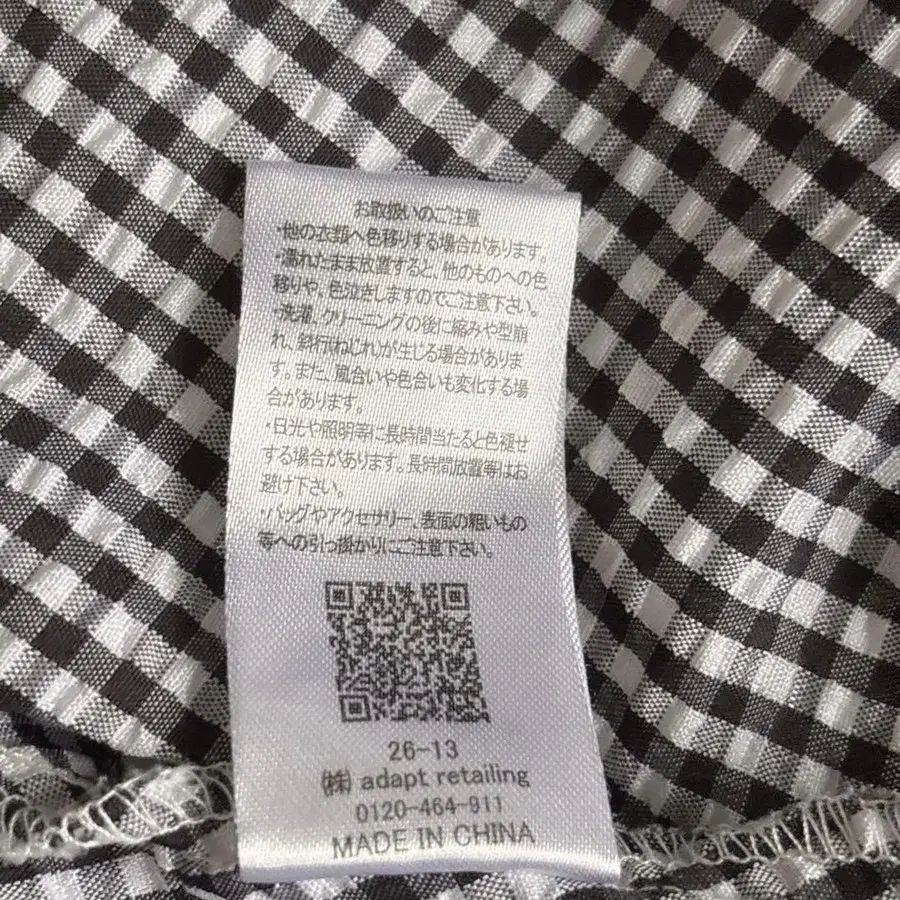 お取扱いのご注意
・他の衣類へ色移りする場合があります。
・濡れたまま放置すると、他のものへの色
移りや、色泣きしますのでご注意下さい。
・洗濯、クリーニングの後に縮みや型崩
れ、斜行(ねじれ)が生じる場合がありま
す。また、風合いや色合いも変化する場
合があります。
・日光や照明等に長時間当たると色褪せ
する場合があります。長時間放置等はお
避け下さい。
・バッグやアクセサリー、表面の粗いもの
等への引っ掛かりにご注意下さい。
26-13
㈱ adapt retailing
0120-464-911
MADE IN CHINA